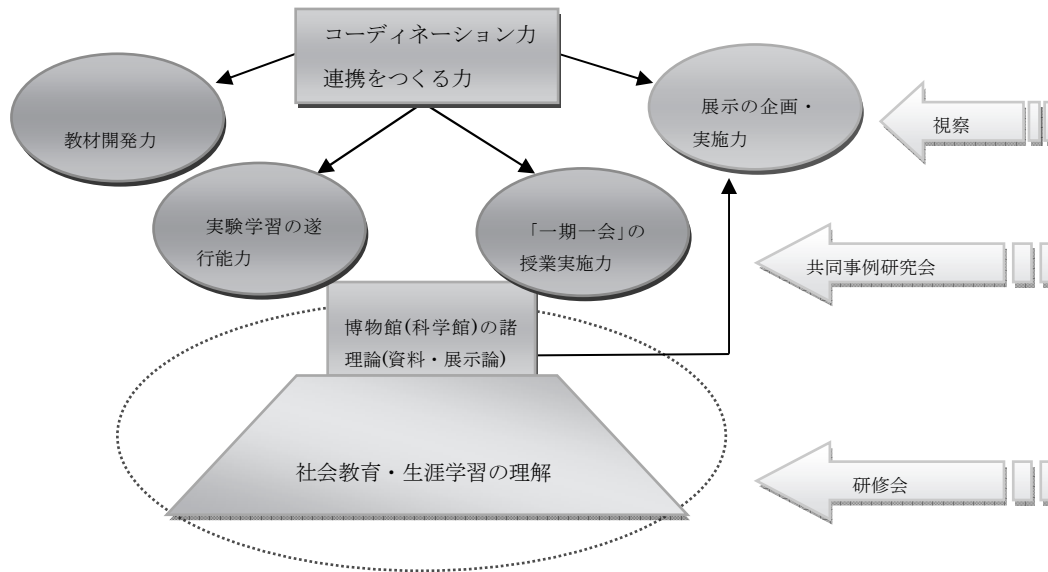 コーディネーション力
連携をつくる力
教材開発力
展示の企画・
実施力
視察
実験学習の遂
行能力
「一期一会」の
授業実施力
共同事例研究会
博物館(科学館)の諸
理論(資料・展示論)
社会教育・生涯学習の理解
研修会